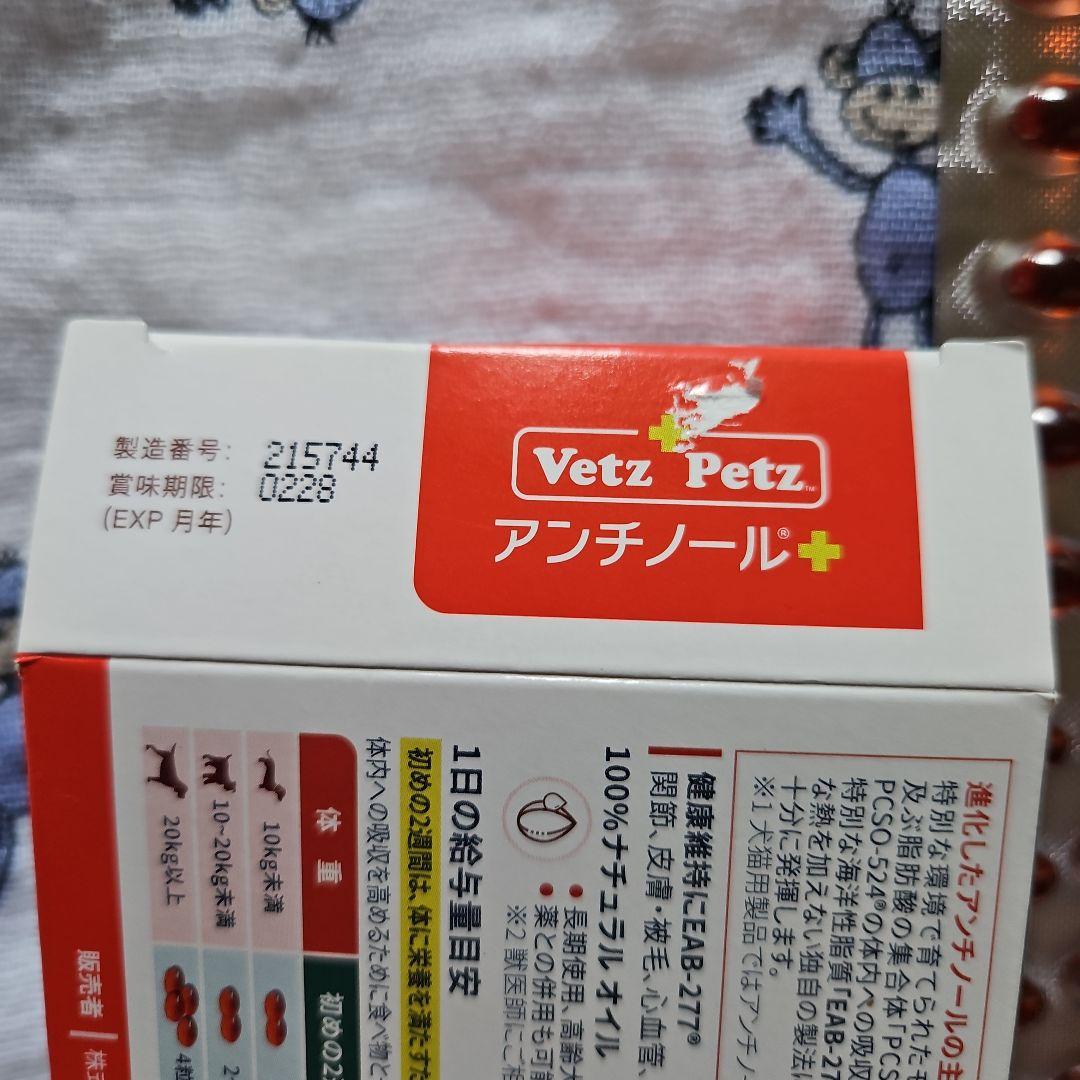 製造番号: 215744
賞味期限: 0228
(EXP 月年)
Vetz Petz™
アンチノール®
進化したアンチノールの主
特別な環境で育てられたモ
及ぶ脂肪酸の集合体「PCS
PCSO-524®の体内への吸収
特別な海洋性脂質「EAB-27
な熱を加えない独自の製法に
十分に発揮します。
※1 犬猫用製品ではアンチノー
健康維持にEAB-277®
関節、皮膚・被毛、心血管、
100%ナチュラルオイル
長期使用、高齢犬
薬との併用も可能
※2 獣医師にご相
1日の給与量目安
初めの2週間は、体に栄養を満たすた
体内への吸収を高めるために食べ物と
体重
初めの2
10kg未満
10~20kg未満
2
20kg以上
4粒
販売者
株式